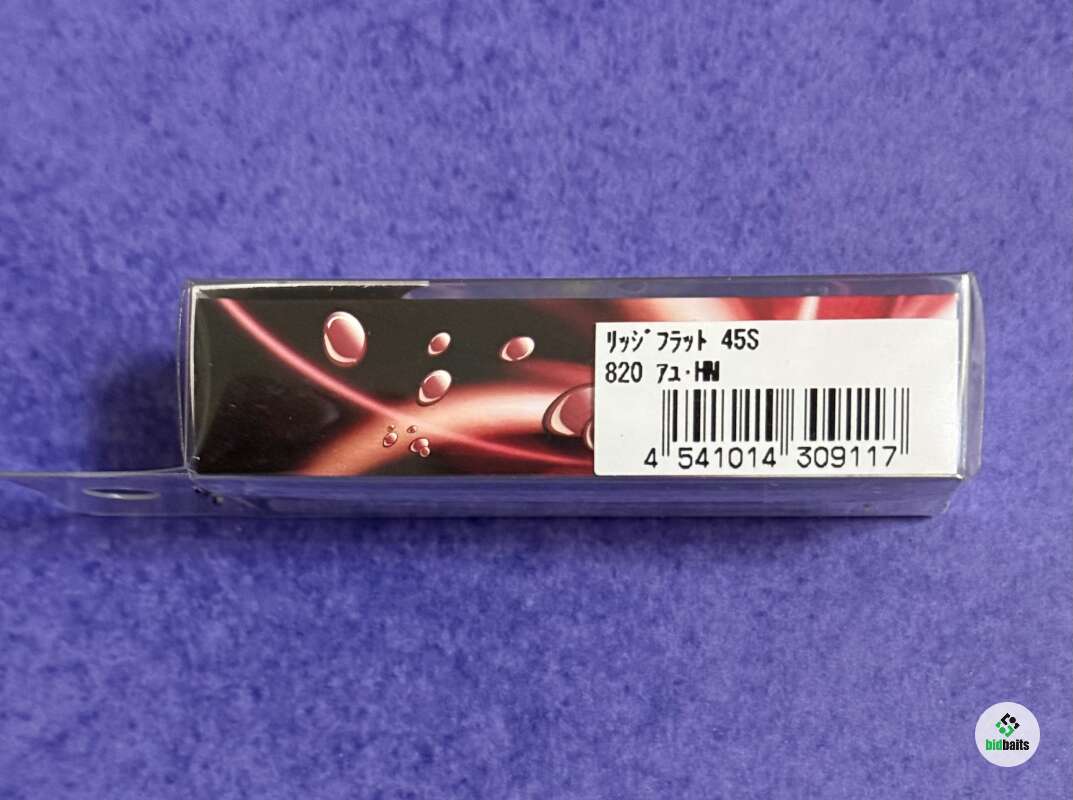 ﾘｯｼﾞﾌﾗｯﾄ 45S
820 ｱﾕ･HN
4 541014 309117
bidbaits